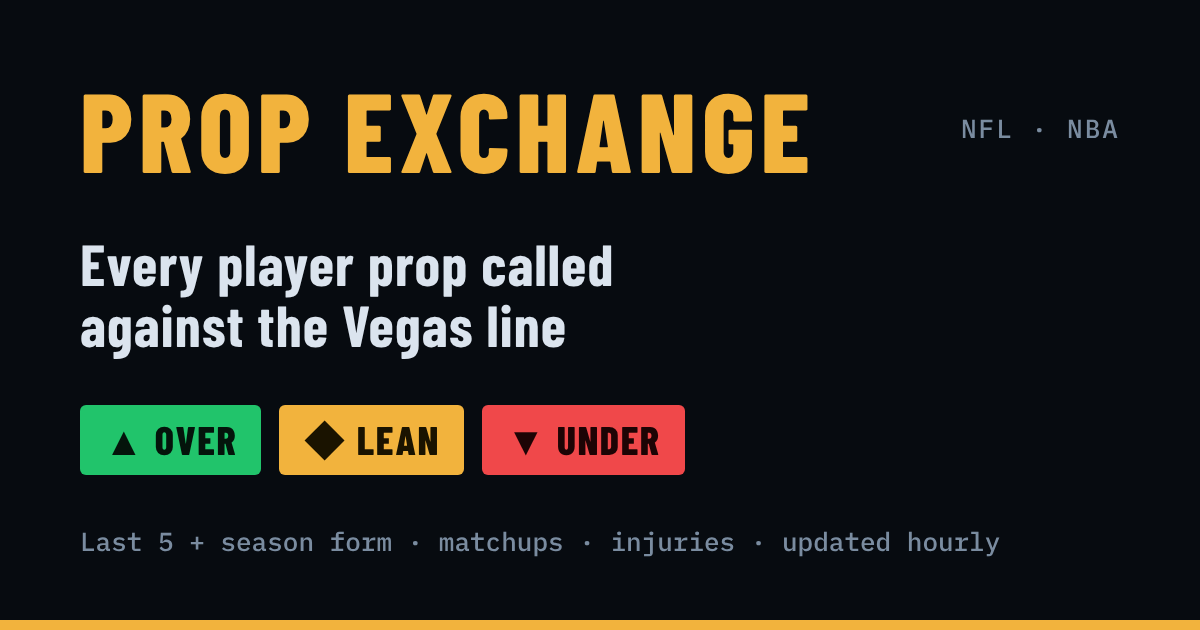 PROP EXCHANGE
NFL · NBA
Every player prop called
against the Vegas line
▲ OVER
◆ LEAN
▼ UNDER
Last 5 + season form · matchups · injuries · updated hourly